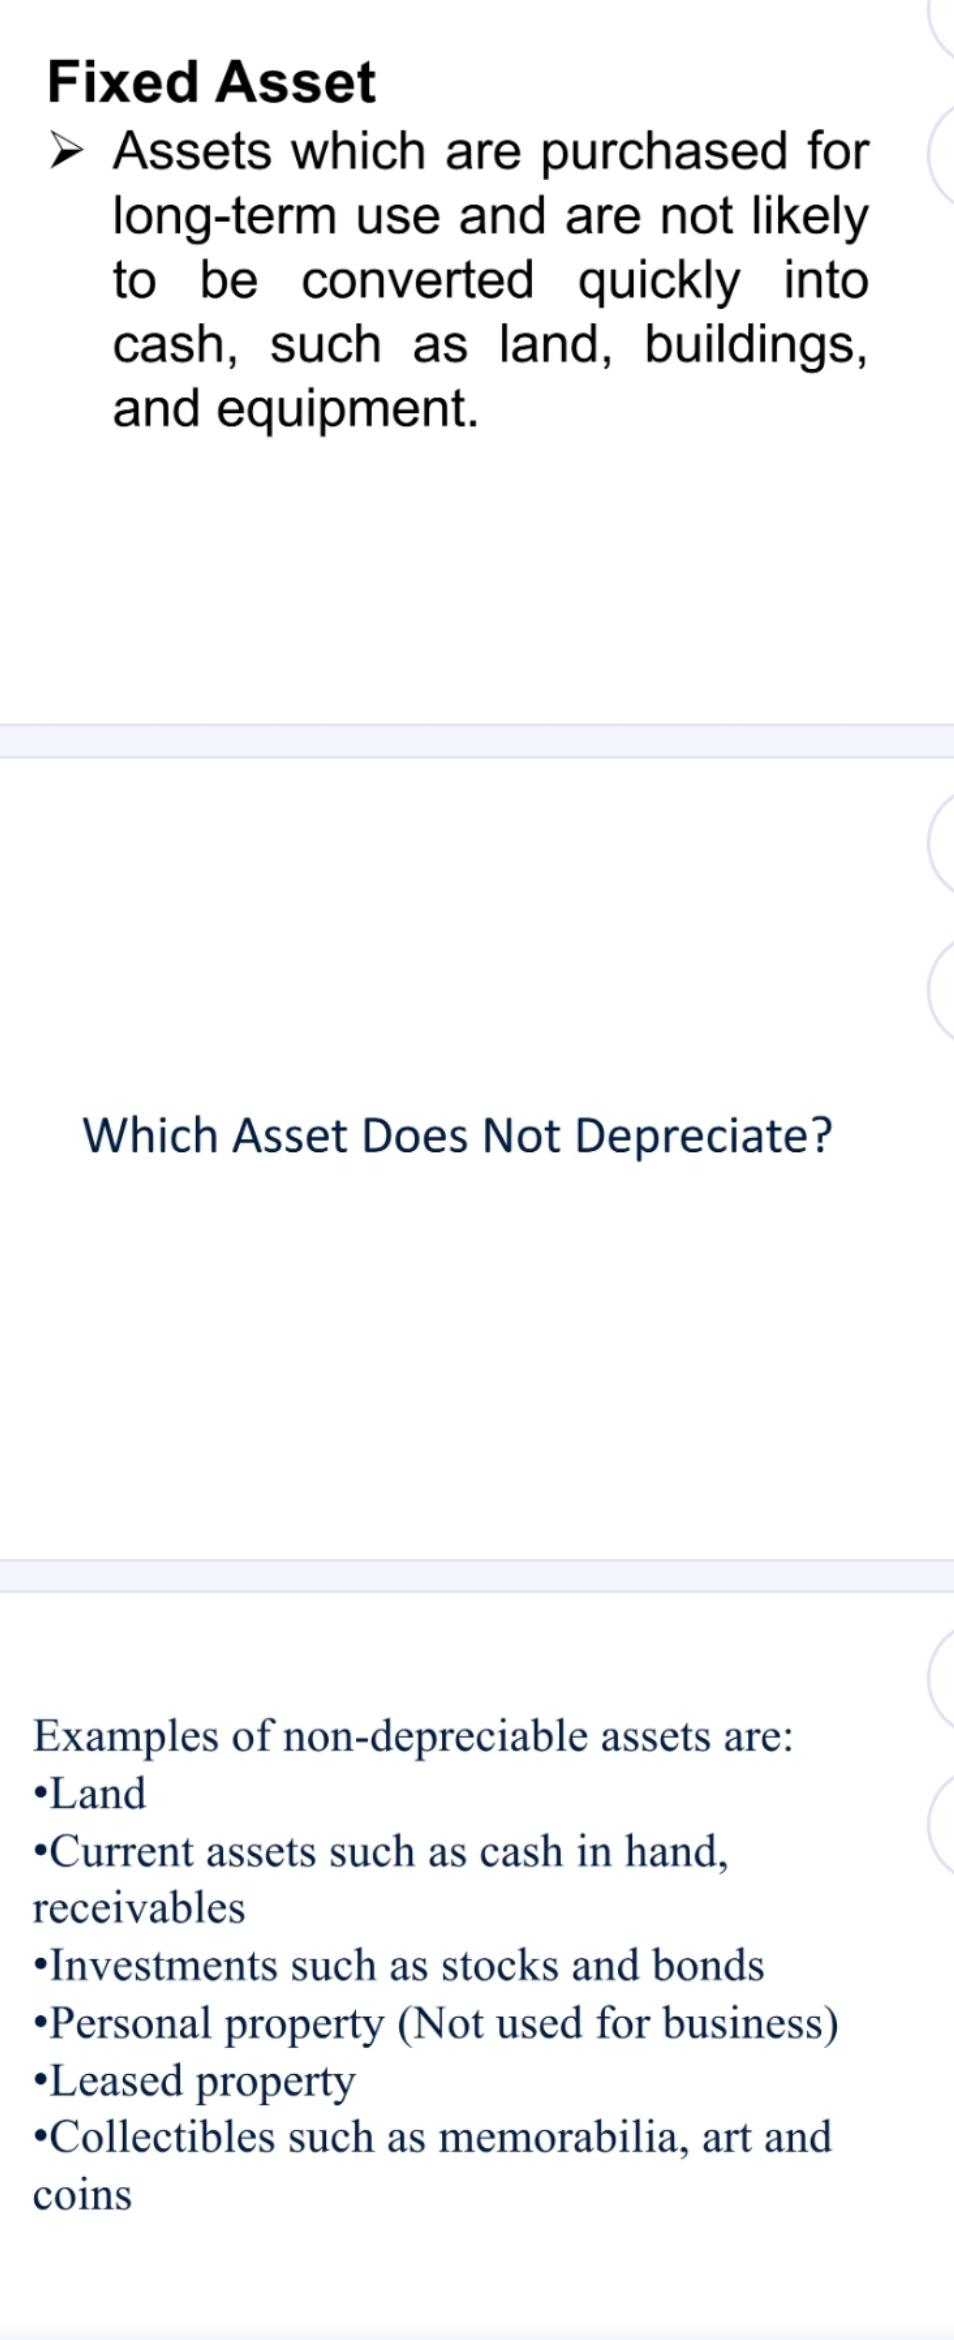 Fixed Asset
➢ Assets which are purchased for
long-term use and are not likely
to be converted quickly into
cash, such as land, buildings,
and equipment.
Which Asset Does Not Depreciate?
Examples of non-depreciable assets are:
•Land
•Current assets such as cash in hand,
receivables
•Investments such as stocks and bonds
•Personal property (Not used for business)
•Leased property
•Collectibles such as memorabilia, art and
coins